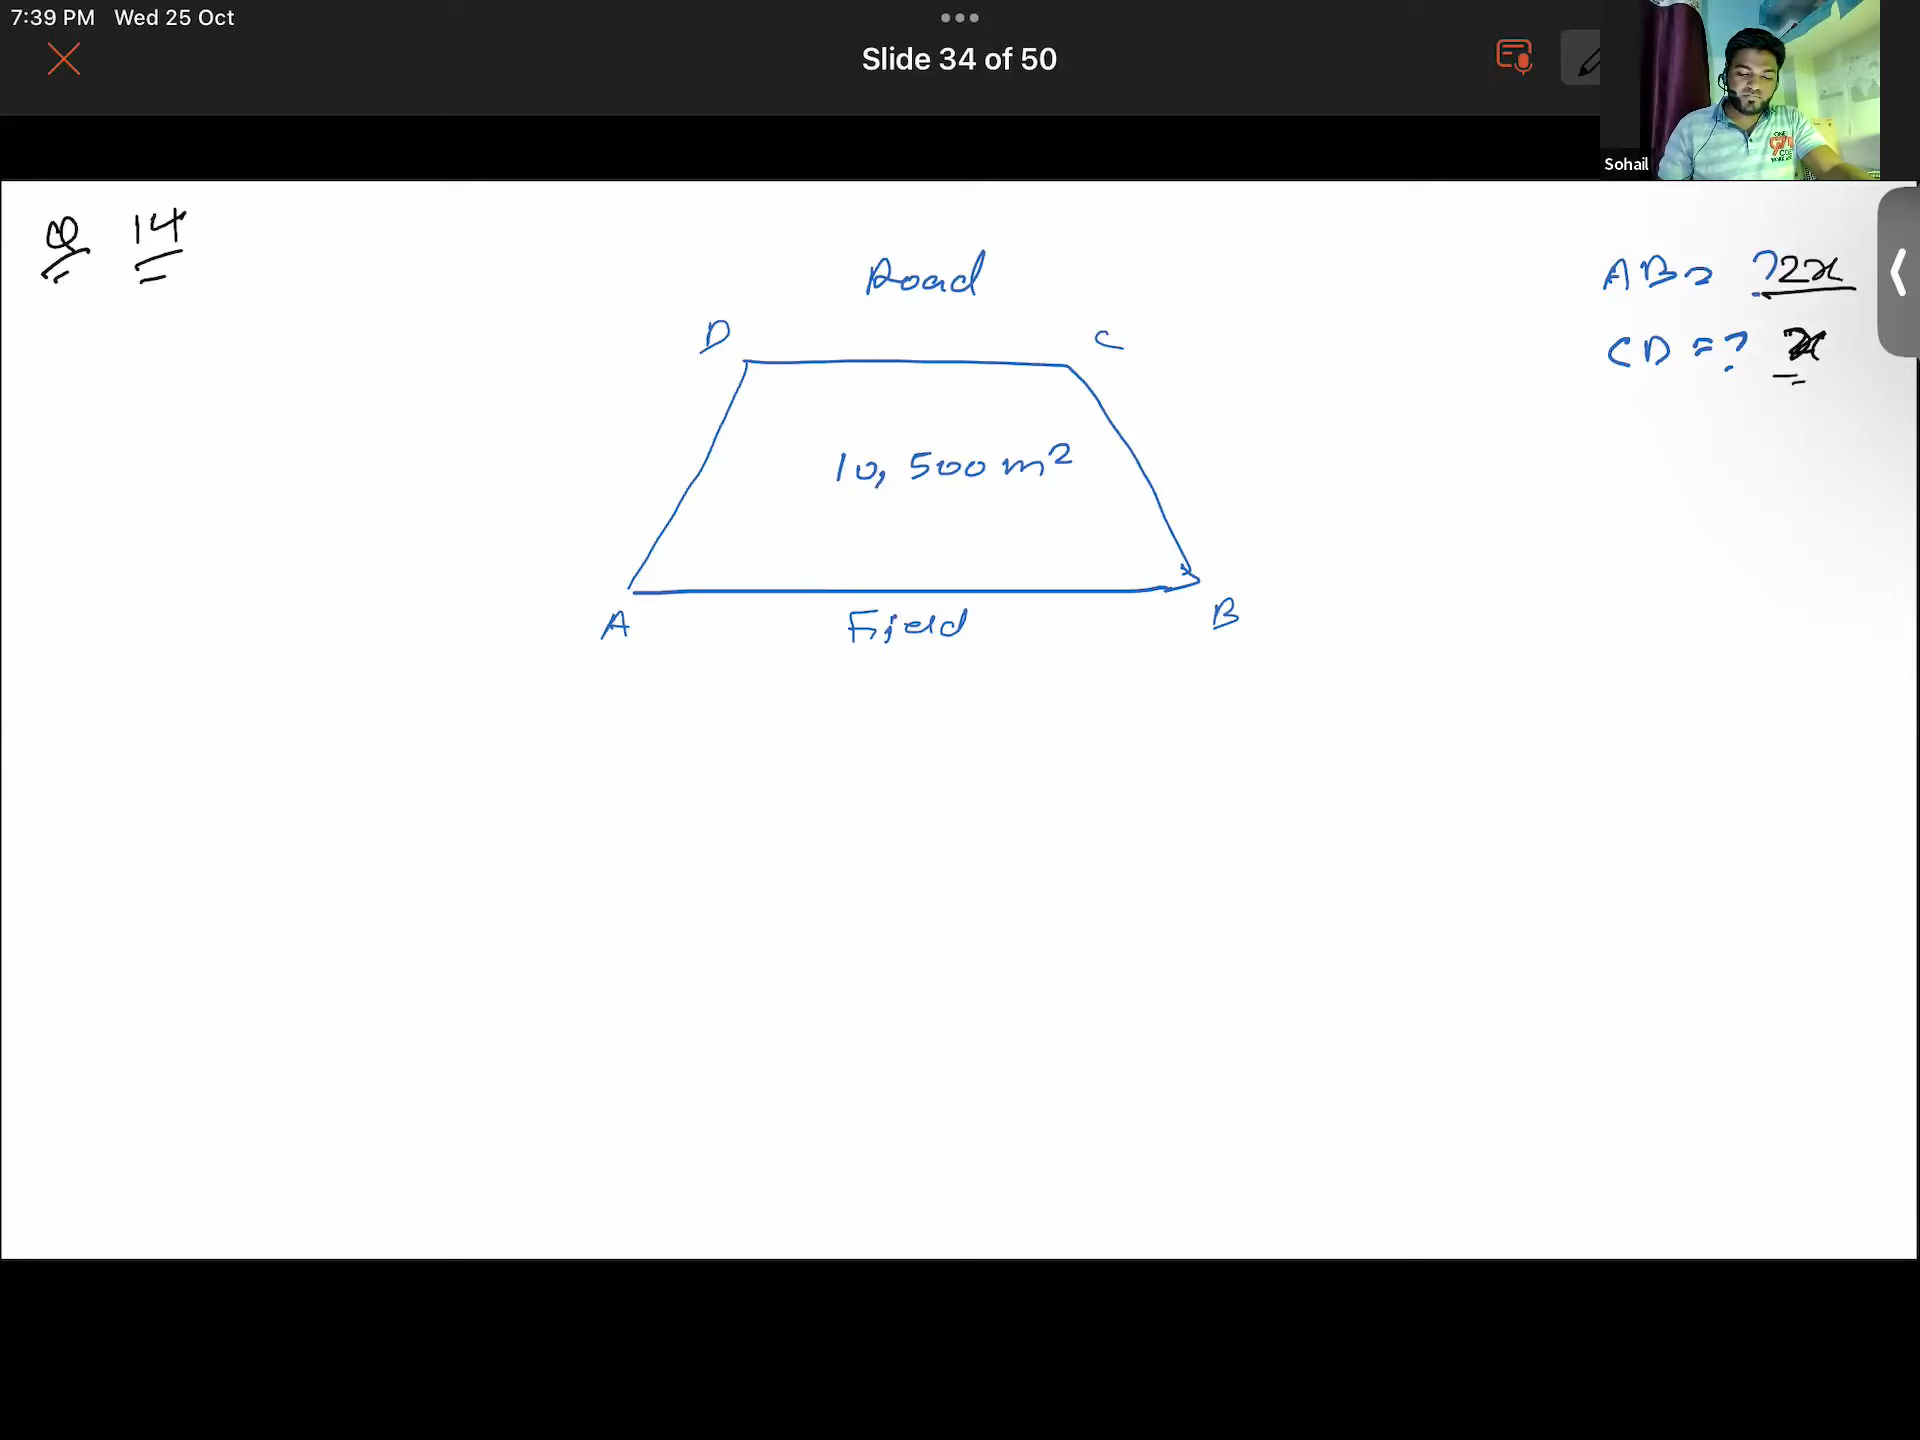 7:39 PM Wed 25 Oct
Slide 34 of 50
Sohail
Q 14
Road
AB = ? 2x
D C
CD = ? x
10, 500 m²
A Field B